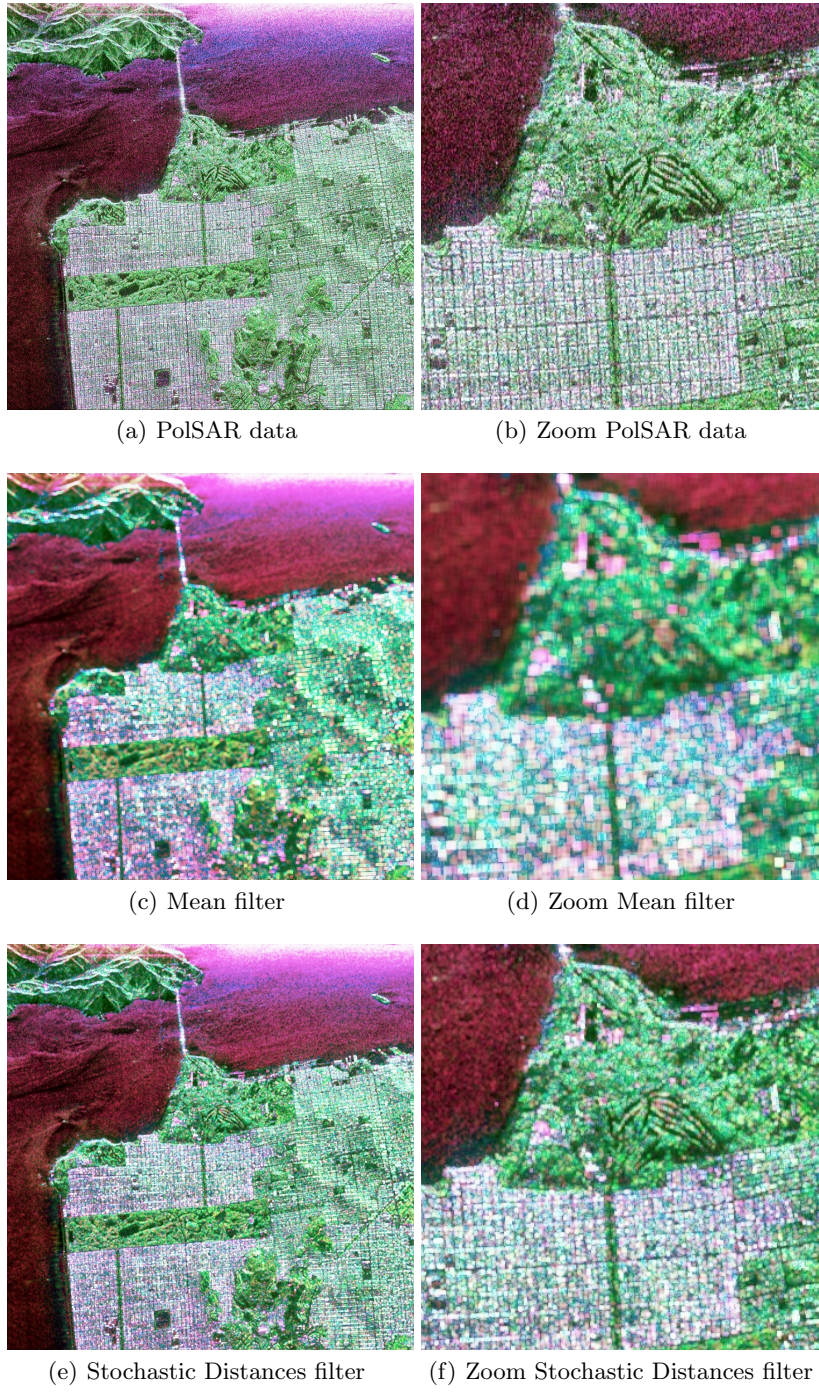 (a) PolSAR data
(b) Zoom PolSAR data
(c) Mean filter
(d) Zoom Mean filter
(e) Stochastic Distances filter
(f) Zoom Stochastic Distances filter